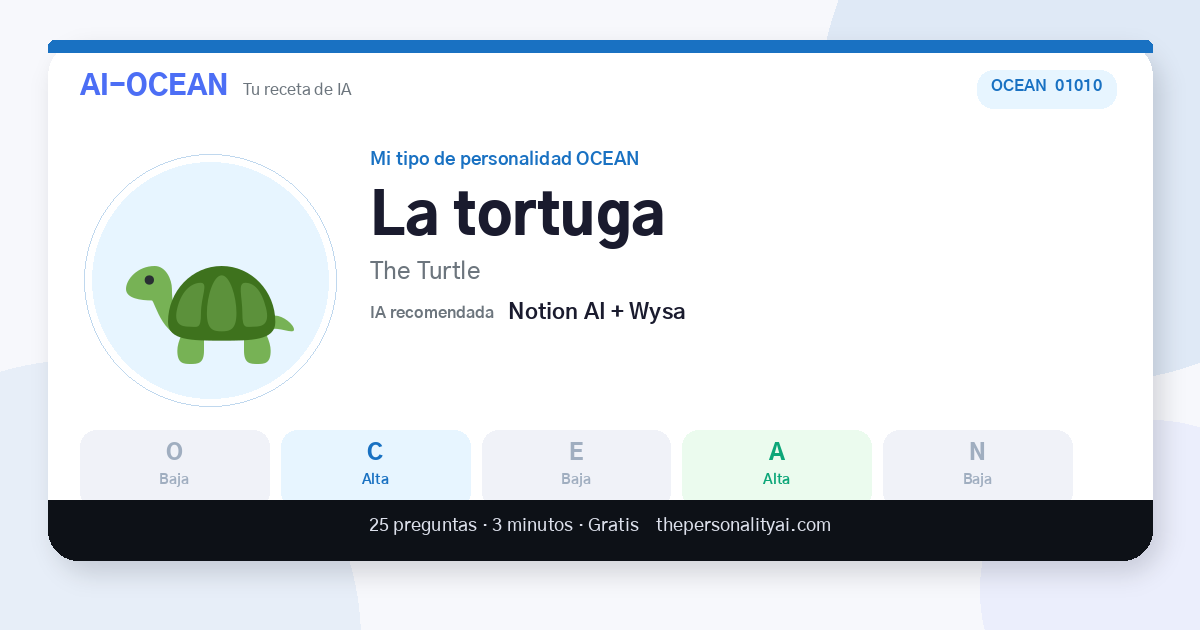 AI-OCEAN Tu receta de IA
OCEAN 01010
Mi tipo de personalidad OCEAN
La tortuga
The Turtle
IA recomendada Notion AI + Wysa
O C E A N
Baja Alta Baja Alta Baja
25 preguntas · 3 minutos · Gratis thepersonalityai.com